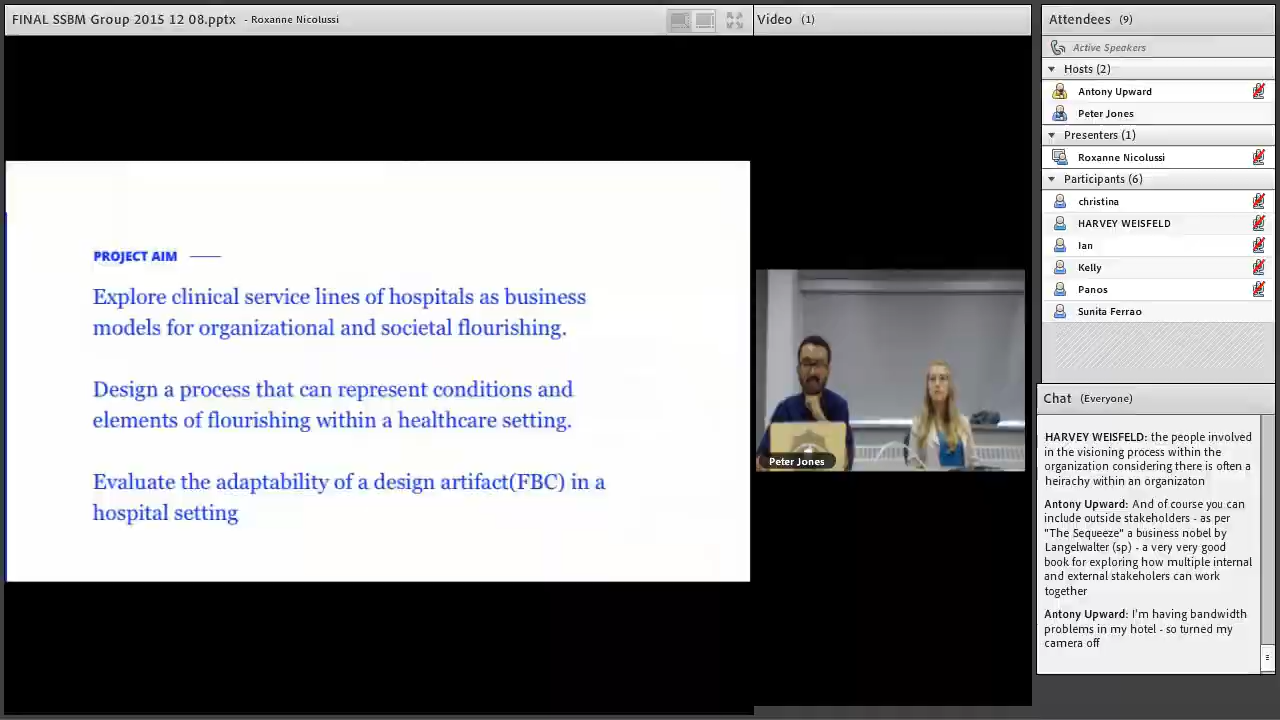 FINAL SSBM Group 2015 12 08.pptx - Roxanne Nicolussi
PROJECT AIM
Explore clinical service lines of hospitals as business
models for organizational and societal flourishing.
Design a process that can represent conditions and
elements of flourishing within a healthcare setting.
Evaluate the adaptability of a design artifact(FBC) in a
hospital setting
Video (1)
Peter Jones
Attendees (9)
Active Speakers
Hosts (2)
Antony Upward
Peter Jones
Presenters (1)
Roxanne Nicolussi
Participants (6)
christina
HARVEY WEISFELD
Ian
Kelly
Panos
Sunita Ferrao
Chat (Everyone)
HARVEY WEISFELD: the people involved
in the visioning process within the
organization considering there is often a
heirachy within an organizaton
Antony Upward: And of course you can
include outside stakeholders - as per
"The Sequeeze" a business nobel by
Langelwalter (sp) - a very very good
book for exploring how multiple internal
and external stakeholers can work
together
Antony Upward: I'm having bandwidth
problems in my hotel - so turned my
camera off